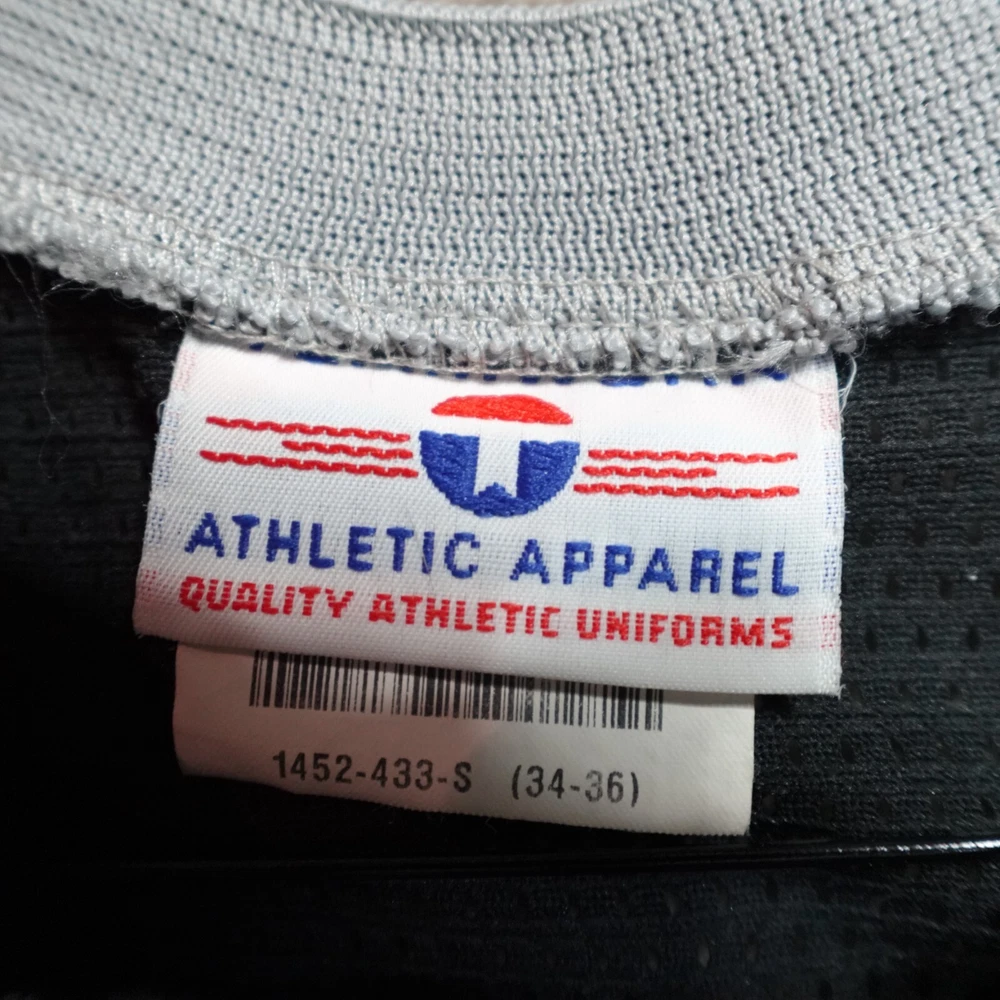 ATHLETIC APPAREL
QUALITY ATHLETIC UNIFORMS
1452-433-S (34-36)